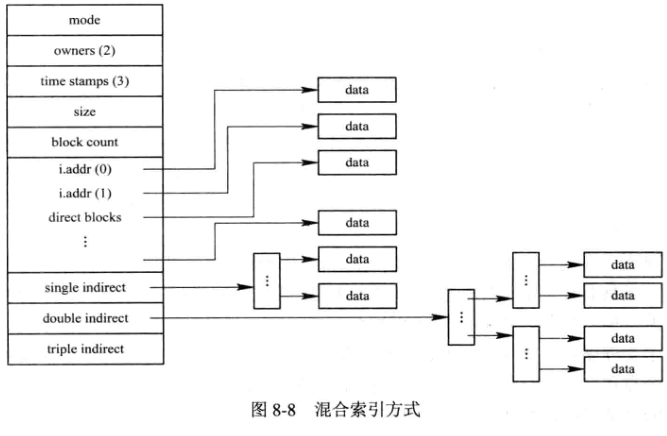 mode
owners (2)
time stamps (3)
size
block count
i.addr (0)
i.addr (1)
direct blocks
⋮
single indirect
double indirect
triple indirect
data
data
data
data
data
data
⋮
⋮
⋮
data
data
⋮
data
data
图 8-8 混合索引方式